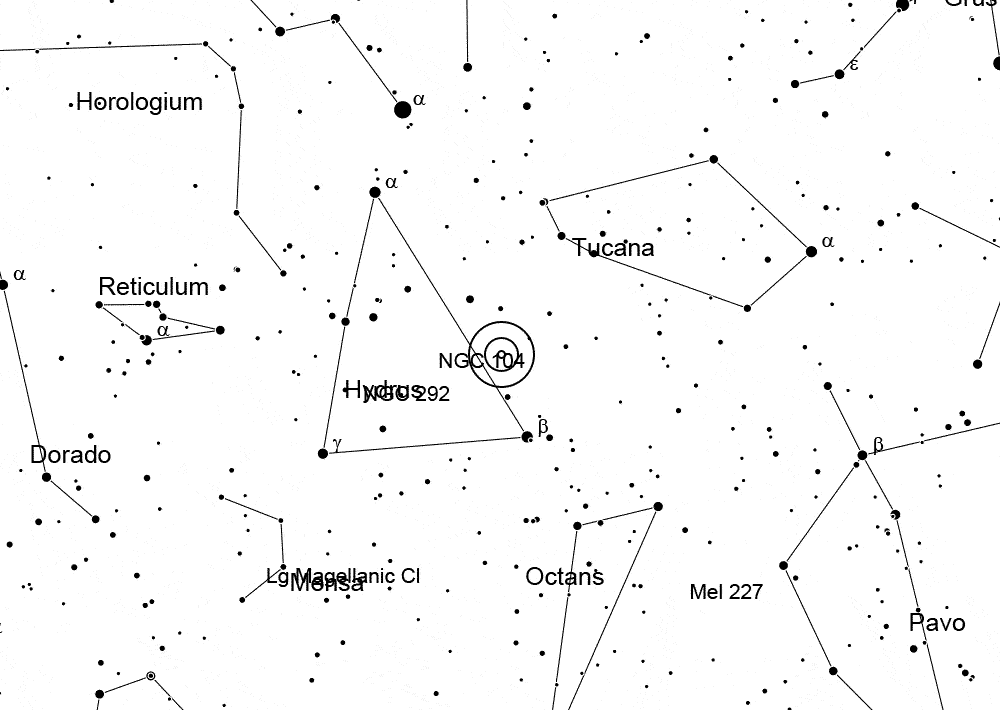 Grus
ε
α
Horologium
α
α
Tucana
α
Reticulum
α
NGC 104
Hydrus
NGC 292
β
γ
β
Dorado
Lg Magellanic Cl
Mensa
Octans
Mel 227
Pavo